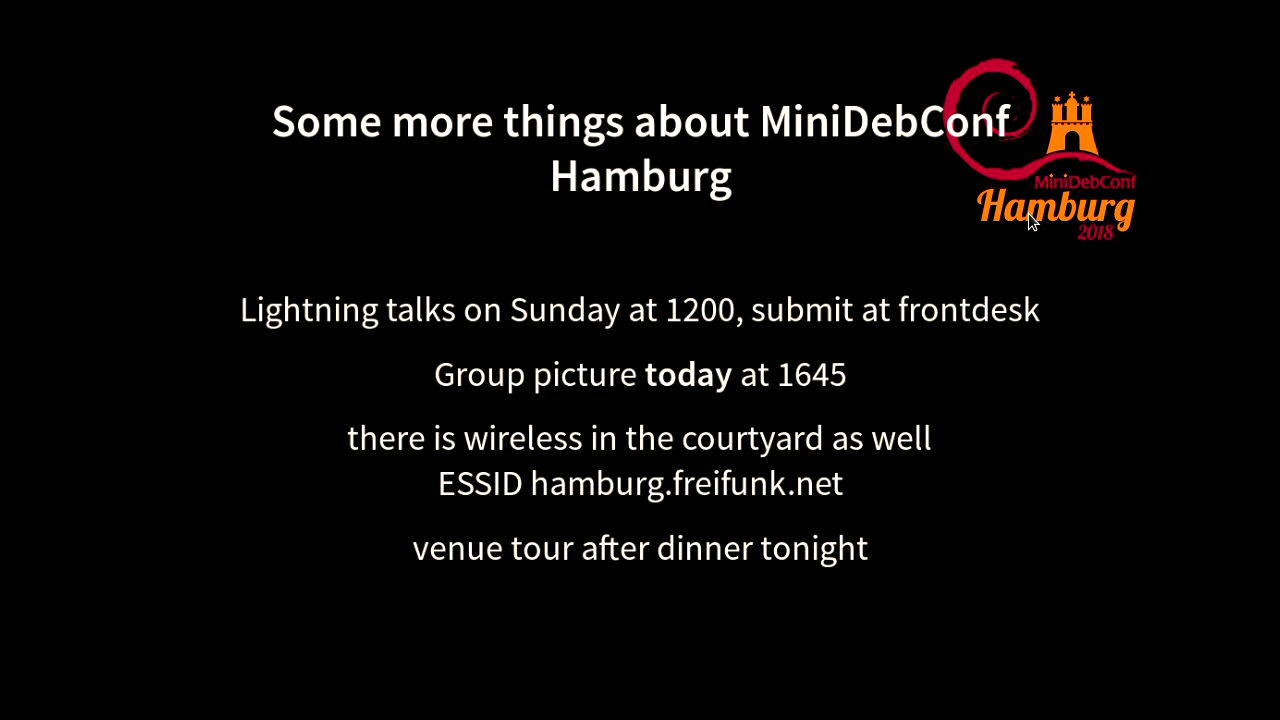 Some more things about MiniDebConf
Hamburg
MiniDebConf
Hamburg
2018
Lightning talks on Sunday at 1200, submit at frontdesk
Group picture today at 1645
there is wireless in the courtyard as well
ESSID hamburg.freifunk.net
venue tour after dinner tonight